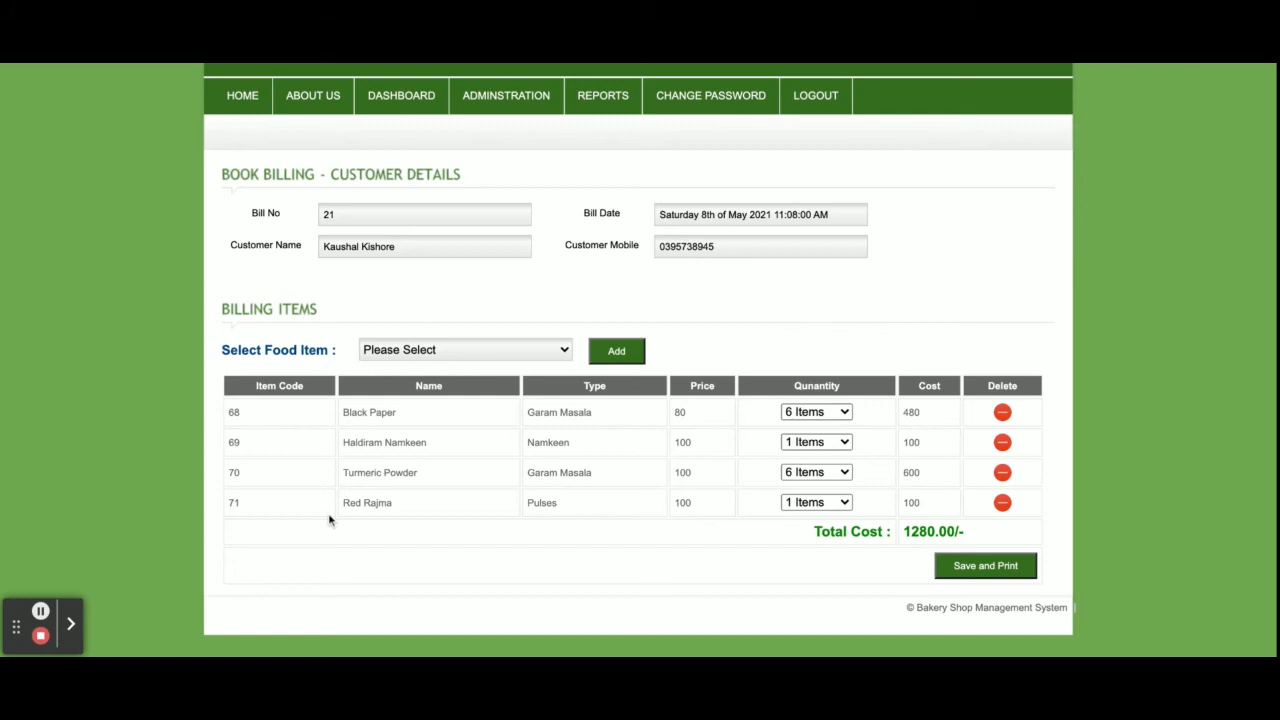 HOME ABOUT US DASHBOARD ADMINSTRATION REPORTS CHANGE PASSWORD LOGOUT
BOOK BILLING - CUSTOMER DETAILS
Bill No 21 Bill Date Saturday 8th of May 2021 11:08:00 AM
Customer Name Kaushal Kishore Customer Mobile 0395738945
BILLING ITEMS
Select Food Item : Please Select Add
Item Code Name Type Price Qunantity Cost Delete
68 Black Paper Garam Masala 80 6 Items 480
69 Haldiram Namkeen Namkeen 100 1 Items 100
70 Turmeric Powder Garam Masala 100 6 Items 600
71 Red Rajma Pulses 100 1 Items 100
Total Cost : 1280.00/-
Save and Print
© Bakery Shop Management System |